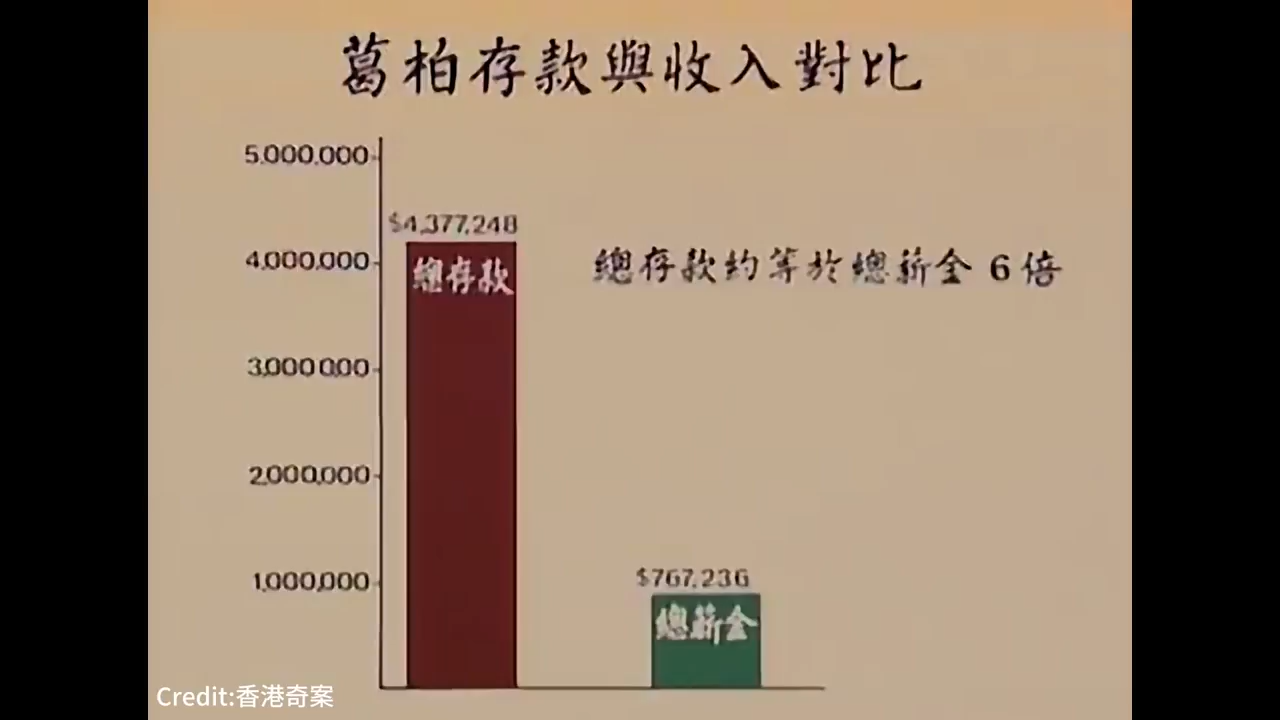 葛柏存款與收入對比
5,000,000
$4,377,248
總存款
總存款約等於總薪金 6 倍
4,000,000
3,000,000
2,000,000
$767,236
1,000,000
總薪金
Credit:香港奇案